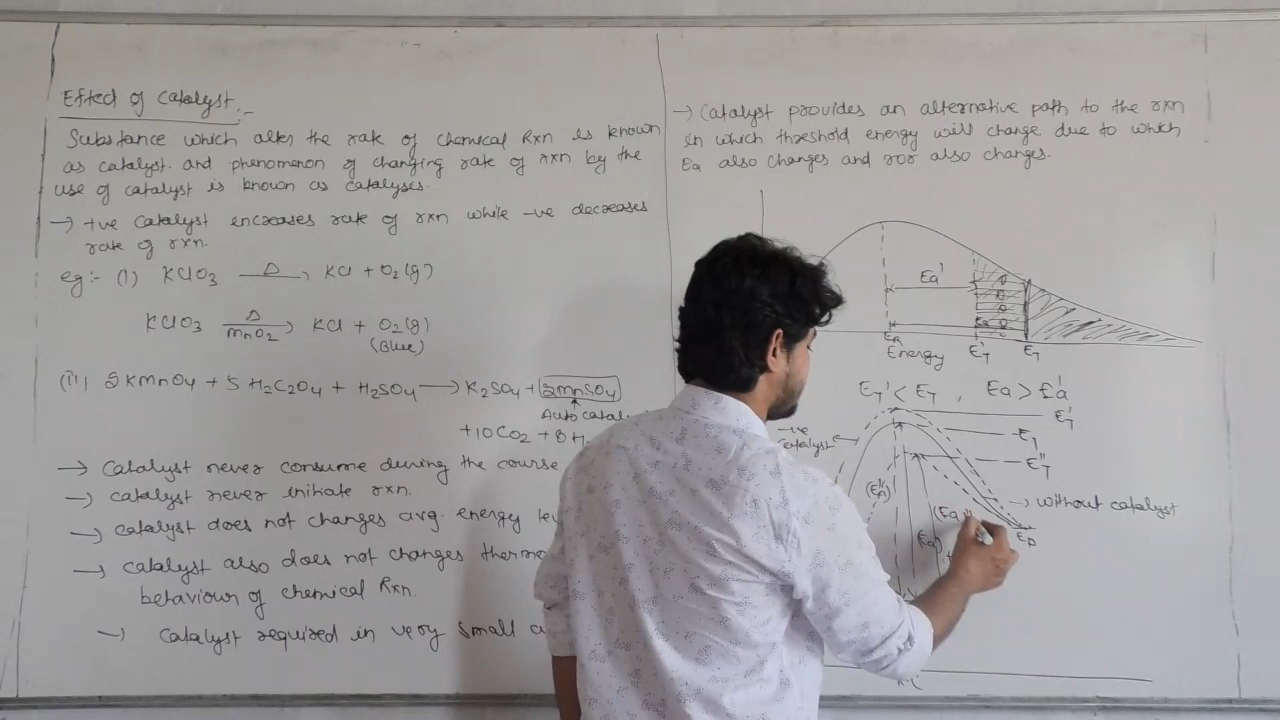 Effect of Catalyst :-
Substance which alter the rate of chemical Rxn is known
as catalyst. and phenomenon of changing rate of rxn by the
use of catalyst is known as catalyses.
→ +ve catalyst encreases rate of rxn while -ve decreases
rate of rxn.
eg:- (i) KClO3 Δ→ KCl + O2(g)
KClO3 Δ→ MnO2 KCl + O2(g)
(Blue)
(ii) 2KMnO4 + 5H2C2O4 + H2SO4 → K2SO4 + 2MnSO4
Auto catal
+10CO2 + 8H
→ Catalyst never consume during the course
→ catalyst never initiate rxn.
→ catalyst does not changes avg. energy le
→ catalyst also does not changes thermo
behaviour of chemical Rxn.
→ catalyst required in very small a
→ Catalyst provides an alternative path to the rxn
in which threshold energy will change due to which
Ea also changes and ror also changes.
Ea'
Ea
EA
ET'
ET
Energy
ET' < ET , Ea > Ea'
ET'
-ve
catalyst
ET
ET''
(Ea')
without catalyst
(Ea
(Ea)